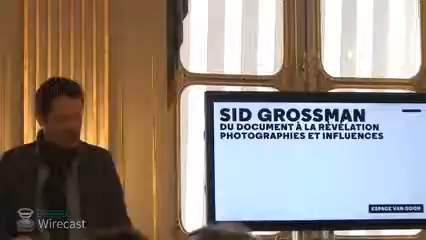 SID GROSSMAN
DU DOCUMENT À LA RÉVÉLATION
PHOTOGRAPHIES ET INFLUENCES
ESPACE VAN GOGH
Wirecast